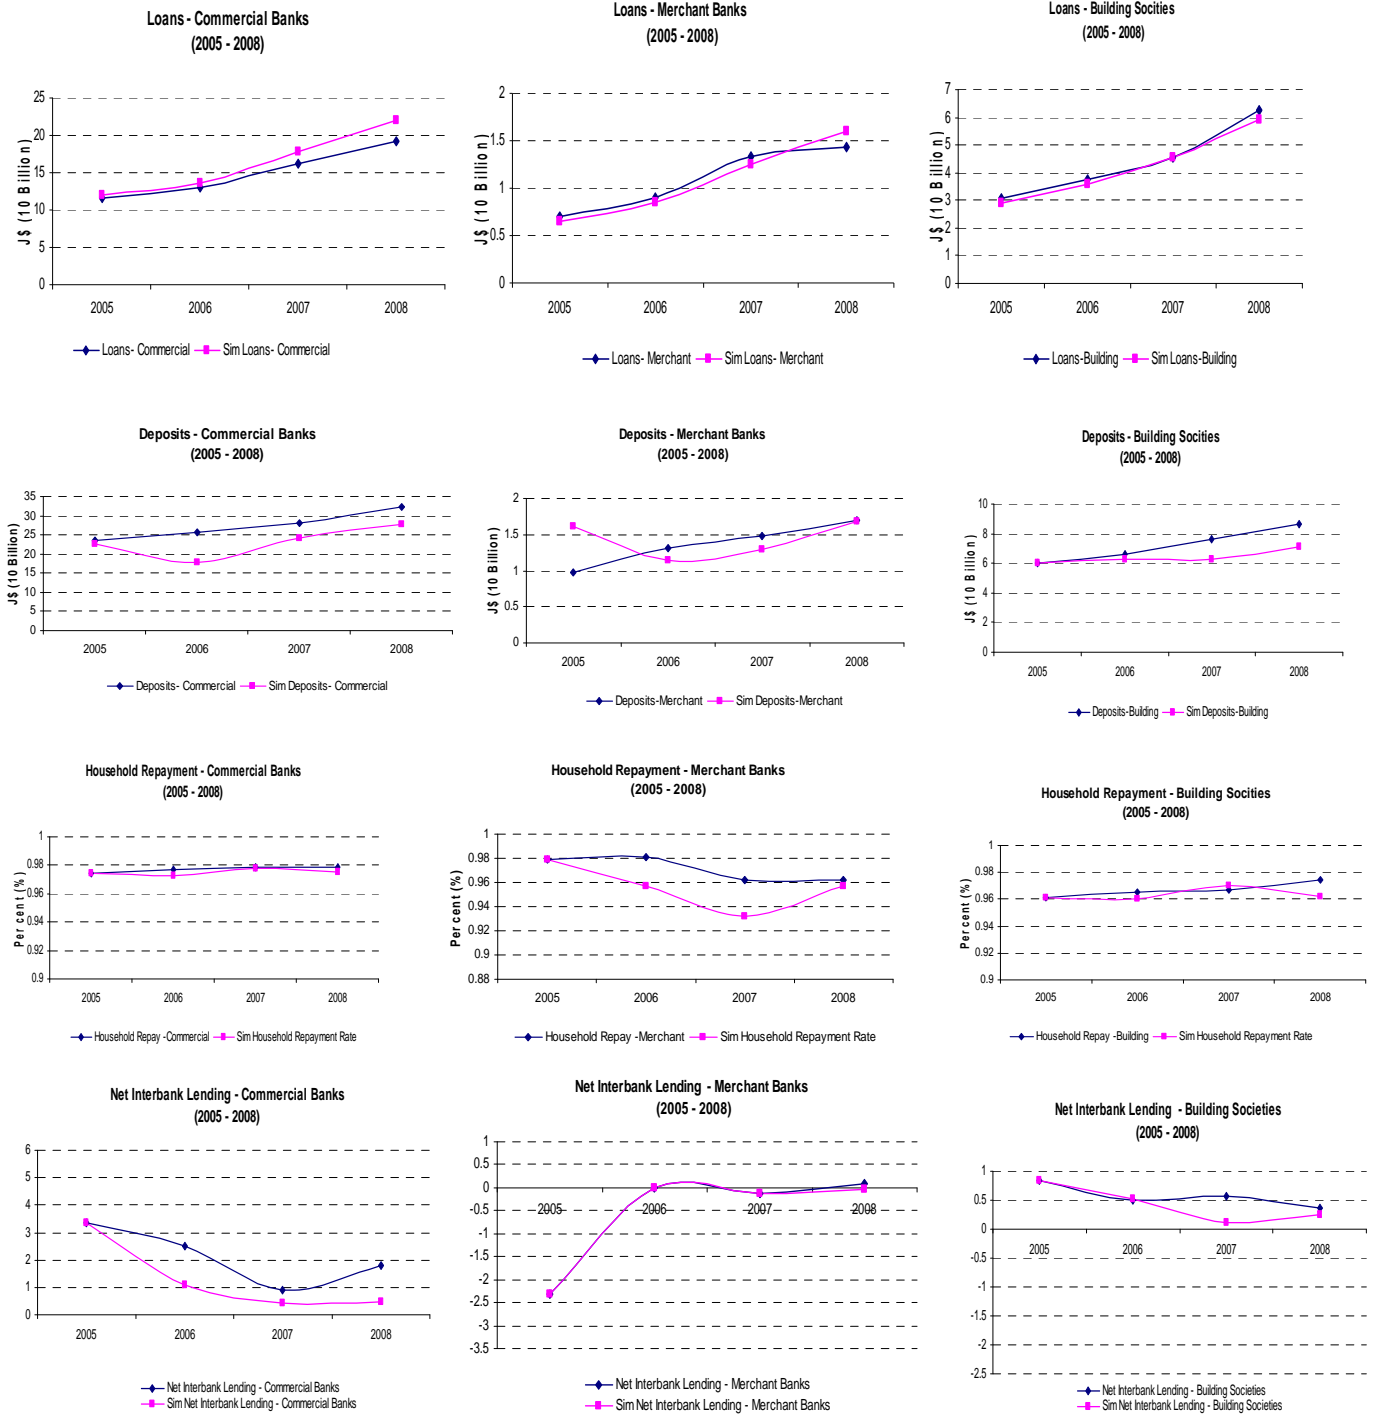 Loans - Commercial Banks
(2005 - 2008)
J$ (10 Billion)
25
20
15
10
5
0
2005 2006 2007 2008
Loans- Commercial Sim Loans- Commercial
Loans - Merchant Banks
(2005 - 2008)
J$ (10 Billion)
2
1.5
1
0.5
0
2005 2006 2007 2008
Loans- Merchant Sim Loans- Merchant
Loans - Building Socities
(2005 - 2008)
J$ (10 Billion)
7
6
5
4
3
2
1
0
2005 2006 2007 2008
Loans-Building Sim Loans-Building
Deposits - Commercial Banks
(2005 - 2008)
J$ (10 Billion)
35
30
25
20
15
10
5
0
2005 2006 2007 2008
Deposits- Commercial Sim Deposits- Commercial
Deposits - Merchant Banks
(2005 - 2008)
J$ (10 Billion)
2
1.5
1
0.5
0
2005 2006 2007 2008
Deposits-Merchant Sim Deposits-Merchant
Deposits - Building Socities
(2005 - 2008)
J$ (10 Billion)
10
8
6
4
2
0
2005 2006 2007 2008
Deposits-Building Sim Deposits-Building
Household Repayment - Commercial Banks
(2005 - 2008)
Per cent (%)
1
0.98
0.96
0.94
0.92
0.9
2005 2006 2007 2008
Household Repay -Commercial Sim Household Repayment Rate
Household Repayment - Merchant Banks
(2005 - 2008)
Per cent (%)
1
0.98
0.96
0.94
0.92
0.9
0.88
2005 2006 2007 2008
Household Repay -Merchant Sim Household Repayment Rate
Household Repayment - Building Socities
(2005 - 2008)
Per cent (%)
1
0.98
0.96
0.94
0.92
0.9
2005 2006 2007 2008
Household Repay -Building Sim Household Repayment Rate
Net Interbank Lending - Commercial Banks
(2005 - 2008)
6
5
4
3
2
1
0
2005 2006 2007 2008
Net Interbank Lending - Commercial Banks
Sim Net Interbank Lending - Commercial Banks
Net Interbank Lending - Merchant Banks
(2005 - 2008)
1
0.5
0
-0.5
-1
-1.5
-2
-2.5
-3
-3.5
2005 2006 2007 2008
Net Interbank Lending - Merchant Banks
Sim Net Interbank Lending - Merchant Banks
Net Interbank Lending - Building Societies
(2005 - 2008)
1
0.5
0
-0.5
-1
-1.5
-2
-2.5
2005 2006 2007 2008
Net Interbank Lending - Building Societies
Sim Net Interbank Lending - Building Societies